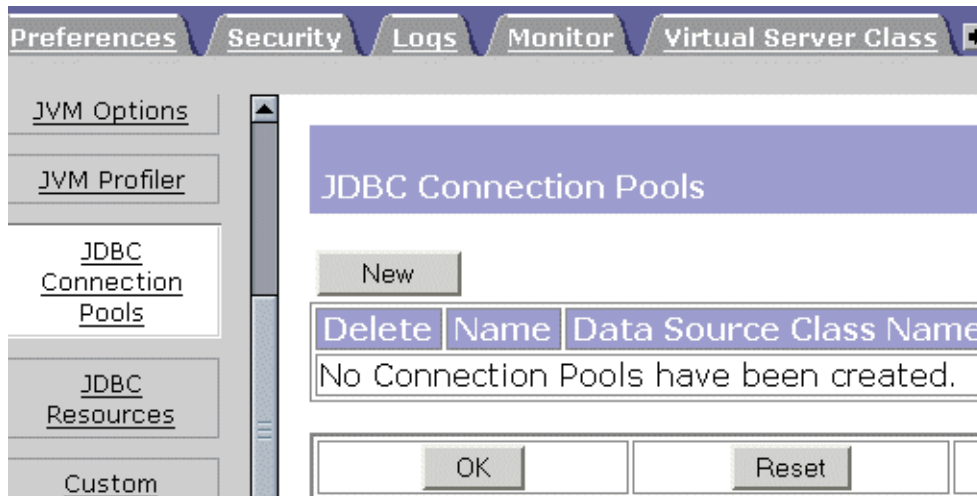 Preferences Security Logs Monitor Virtual Server Class
JVM Options
JVM Profiler
JDBC
Connection
Pools
JDBC
Resources
Custom
JDBC Connection Pools
New
Delete Name Data Source Class Name
No Connection Pools have been created.
OK Reset